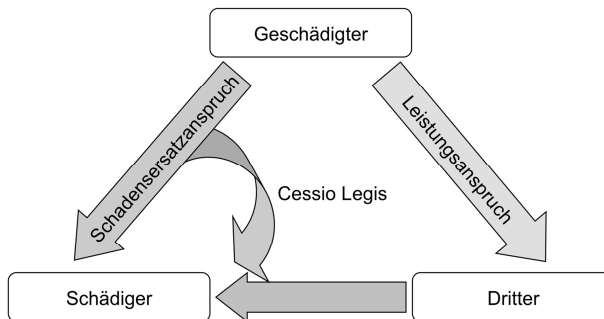 Geschädigter
Schadensersatzanspruch
Leistungsanspruch
Cessio Legis
Schädiger
Dritter